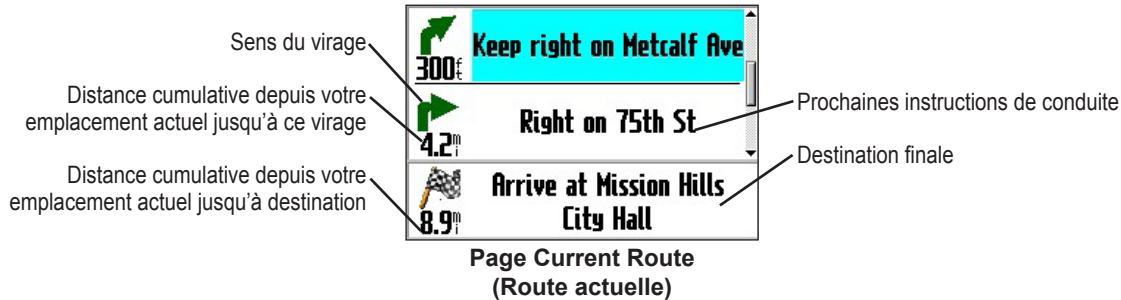 Sens du virage
Distance cumulative depuis votre
emplacement actuel jusqu'à ce virage
Distance cumulative depuis votre
emplacement actuel jusqu'à destination
Keep right on Metcalf Ave
300ft
Right on 75th St
4.2mi
Arrive at Mission Hills
City Hall
8.9mi
Prochaines instructions de conduite
Destination finale
Page Current Route
(Route actuelle)